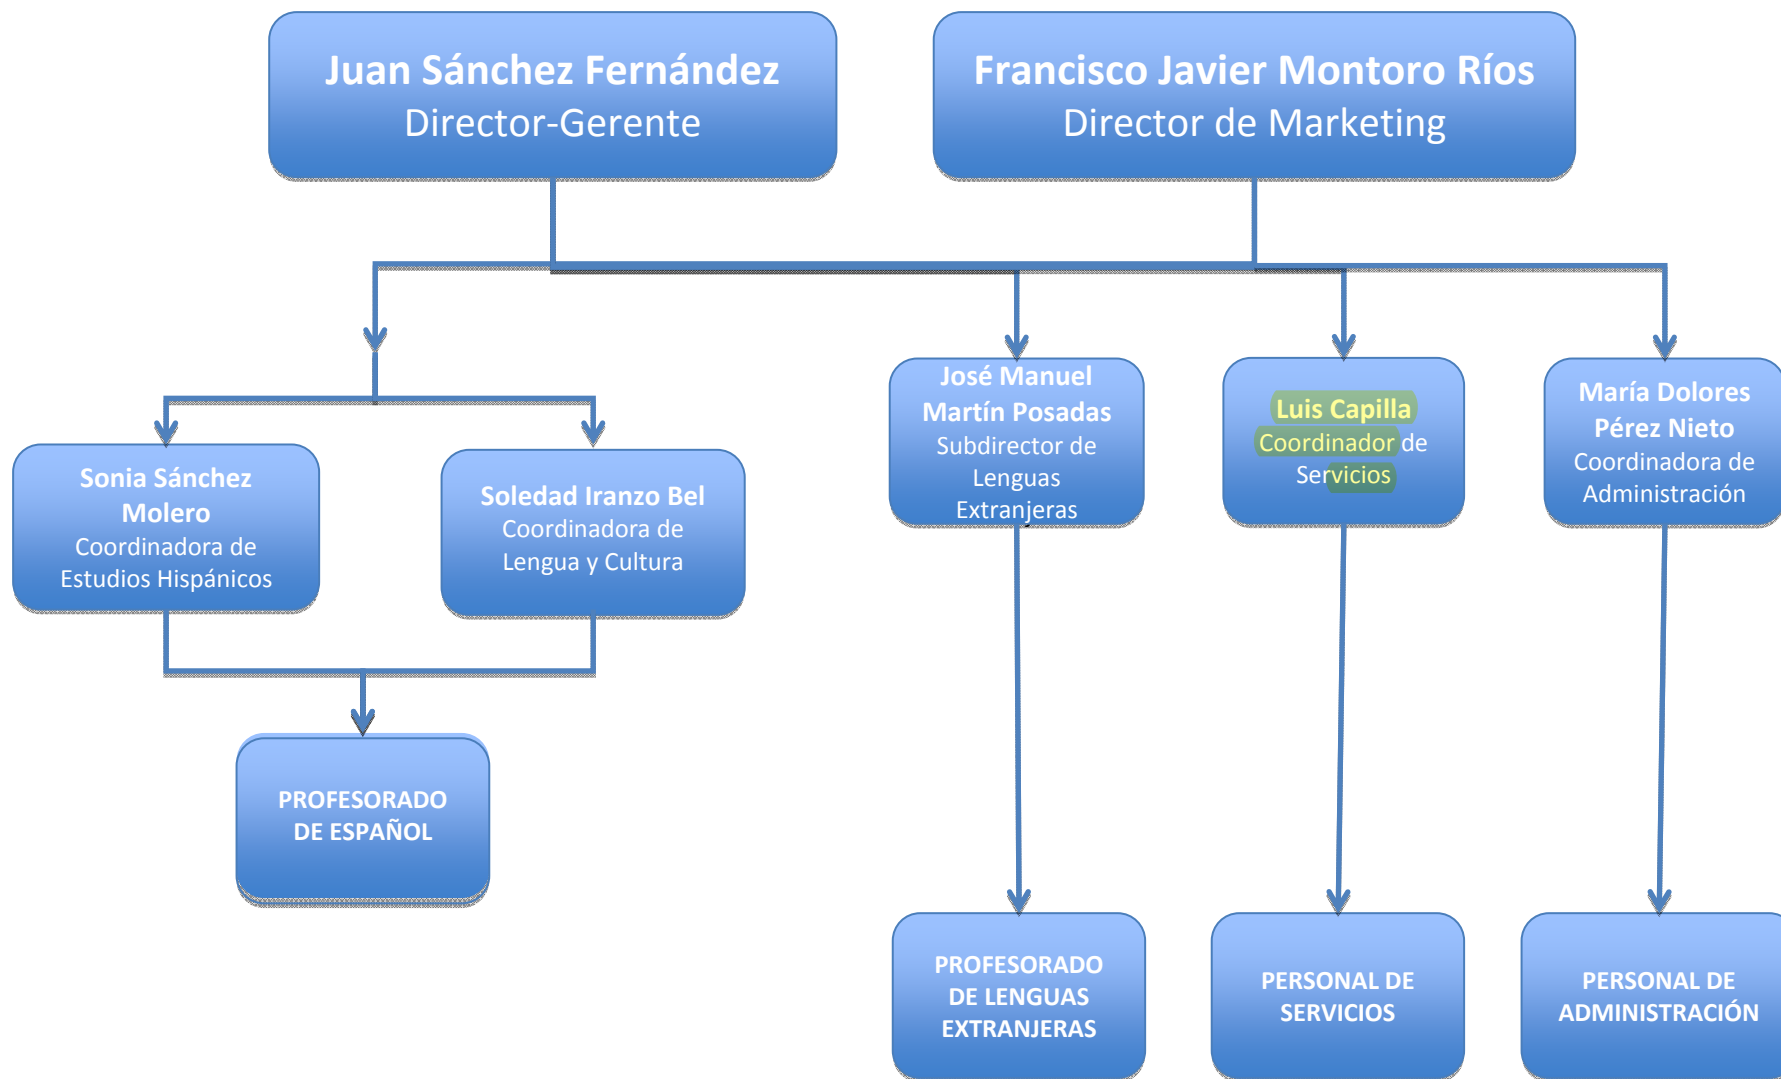 Juan Sánchez Fernández
Director-Gerente
Francisco Javier Montoro Ríos
Director de Marketing
José Manuel
Martín Posadas
Subdirector de
Lenguas
Extranjeras
Luis Capilla
Coordinador de
Servicios
María Dolores
Pérez Nieto
Coordinadora de
Administración
Sonia Sánchez
Molero
Coordinadora de
Estudios Hispánicos
Soledad Iranzo Bel
Coordinadora de
Lengua y Cultura
PROFESORADO
DE ESPAÑOL
PROFESORADO
DE LENGUAS
EXTRANJERAS
PERSONAL DE
SERVICIOS
PERSONAL DE
ADMINISTRACIÓN